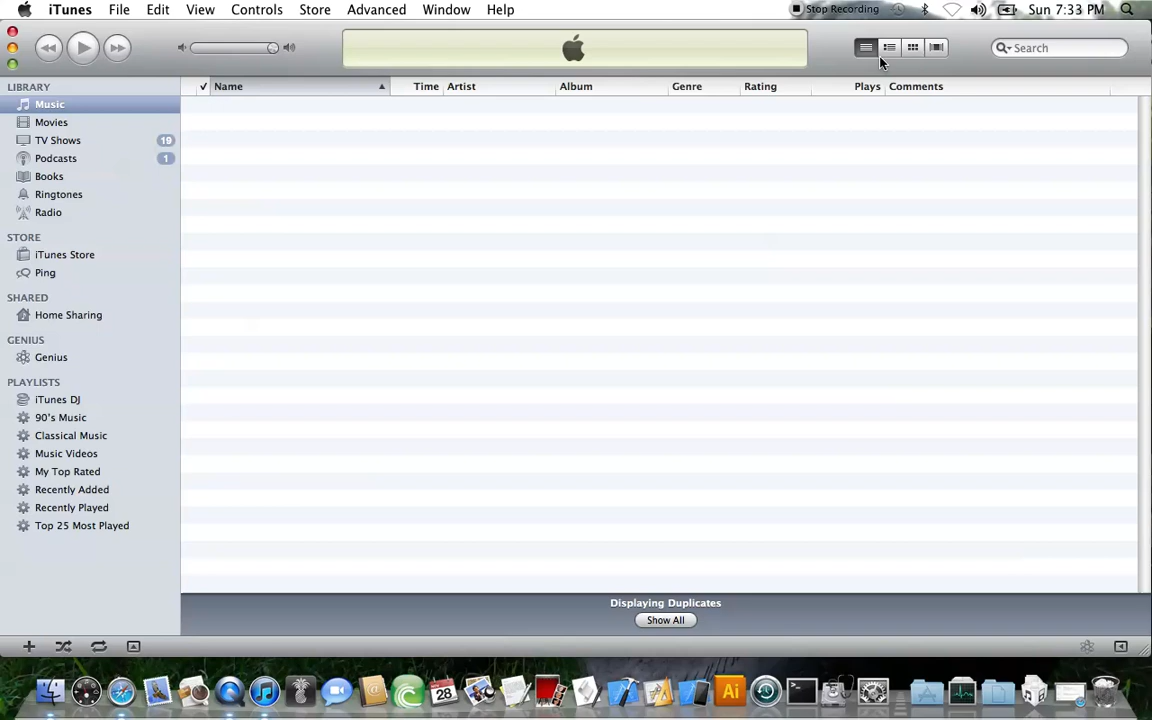 iTunes File Edit View Controls Store Advanced Window Help Stop Recording Sun 7:33 PM
Search
LIBRARY
Name Time Artist Album Genre Rating Plays Comments
Music
Movies
TV Shows 19
Podcasts 1
Books
Ringtones
Radio
STORE
iTunes Store
Ping
SHARED
Home Sharing
GENIUS
Genius
PLAYLISTS
iTunes DJ
90's Music
Classical Music
Music Videos
My Top Rated
Recently Added
Recently Played
Top 25 Most Played
Displaying Duplicates
Show All
28
Ai